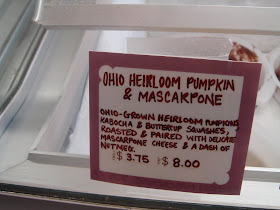 OHIO HEIRLOOM PUMPKIN
& MASCARPONE
OHIO-GROWN HEIRLOOM PUMPKINS,
KABOCHA & BUTTERCUP SQUASHES,
ROASTED & PAIRED WITH DELICATE
MASCARPONE CHEESE & A DASH OF
NUTMEG.
$3.75 $8.00